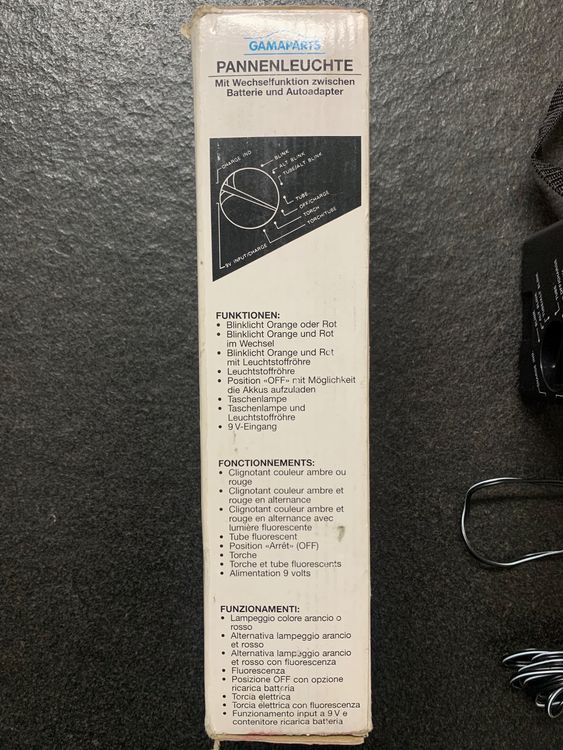 GAMAPARTS
PANNENLEUCHTE
Mit Wechselfunktion zwischen
Batterie und Autoadapter
CHARGE IND
BLINK
ALT BLINK
TUBE/ALT BLINK
TUBE
OFF/CHARGE
TORCH
TORCH/TUBE
9V INPUT/CHARGE
FUNKTIONEN:
• Blinklicht Orange oder Rot
• Blinklicht Orange und Rot
im Wechsel
• Blinklicht Orange und Rot
mit Leuchtstoffröhre
• Leuchtstoffröhre
• Position «OFF» mit Möglichkeit
die Akkus aufzuladen
• Taschenlampe
• Taschenlampe und
Leuchtstoffröhre
• 9 V-Eingang
FONCTIONNEMENTS:
• Clignotant couleur ambre ou
rouge
• Clignotant couleur ambre et
rouge en alternance
• Clignotant couleur ambre et
rouge en alternance avec
lumière fluorescente
• Tube fluorescent
• Position «Arrêt» (OFF)
• Torche
• Torche et tube fluorescents
• Alimentation 9 volts
FUNZIONAMENTI:
• Lampeggio colore arancio o
rosso
• Alternativa lampeggio arancio
et rosso
• Alternativa lampeggio arancio
et rosso con fluorescenza
• Fluorescenza
• Posizione OFF con opzione
ricarica battria
• Torcia elettrica
• Torcia elettrica con fluorescenza
• Funzionamento input a 9 V e
contenitore ricarica batteria